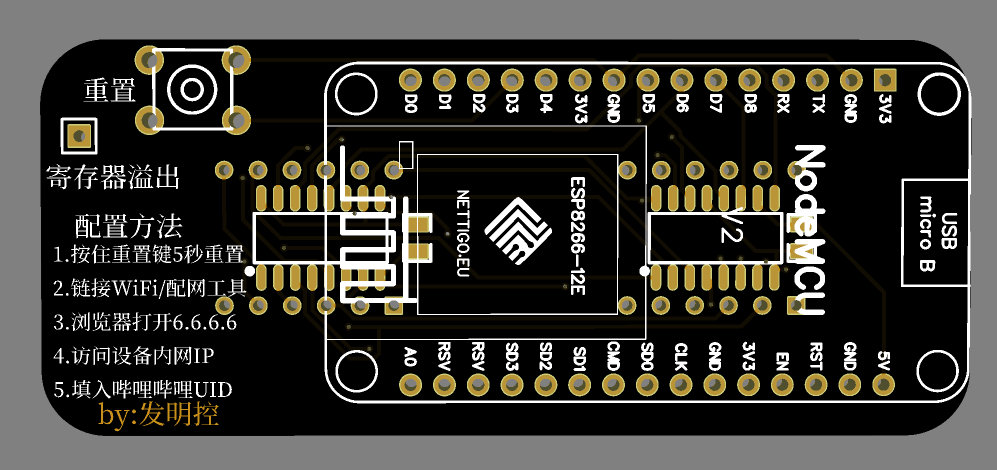 重置
寄存器溢出
配置方法
1.按住重置键5秒重置
2.链接WiFi/配网工具
3.浏览器打开6.6.6.6
4.访问设备内网IP
5.填入哔哩哔哩UID
by:发明控
D0 D1 D2 D3 D4 3V3 GND D5 D6 D7 D8 RX TX GND 3V3
NETTIGO.EU
ESP8266-12E
V2
NodeMCU
USB
micro B
A0 RSV RSV SD3 SD2 SD1 CMD SD0 CLK GND 3V3 EN RST GND 5V